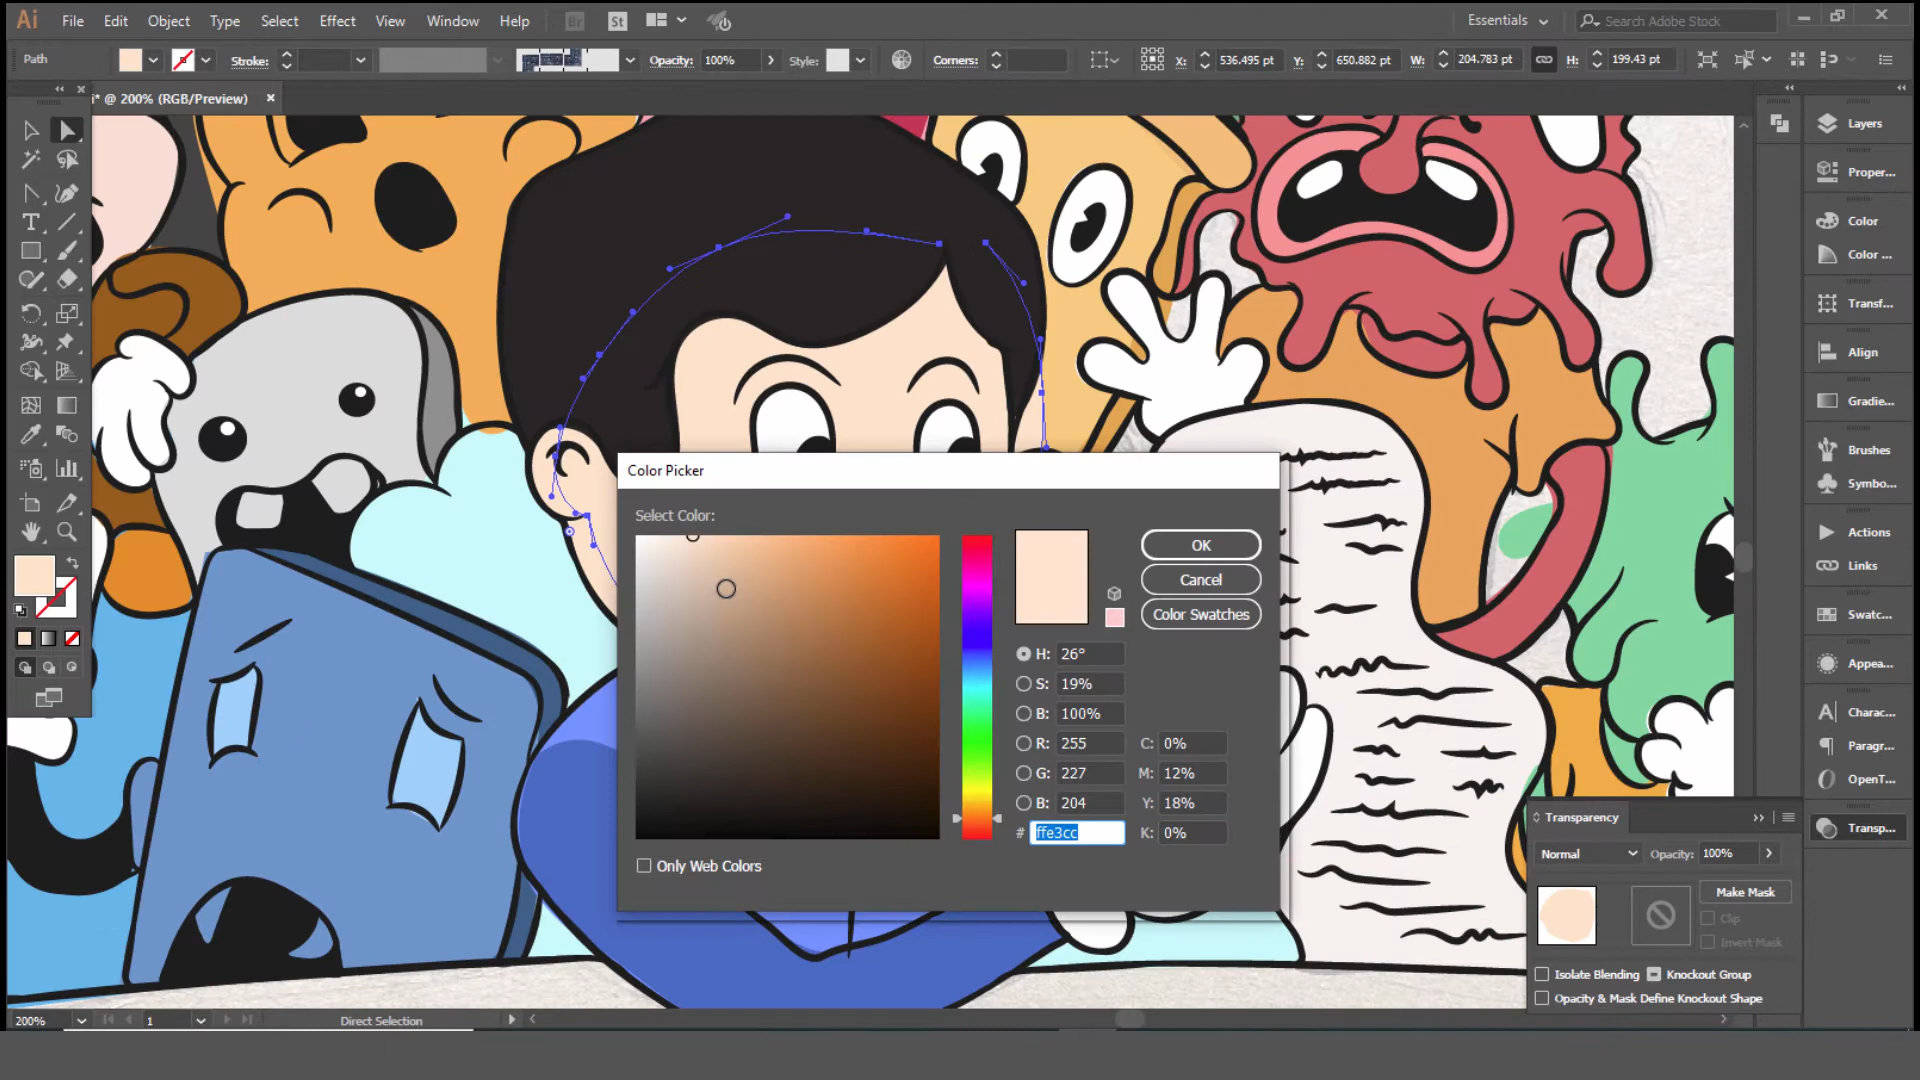 Ai File Edit Object Type Select Effect View Window Help Br St Essentials Search Adobe Stock
Path Stroke: Opacity: 100% Style: Corners: X: 536.495 pt Y: 650.882 pt W: 204.783 pt H: 199.43 pt
i* @ 200% (RGB/Preview)
Layers
Proper...
Color
Color ...
Transf...
Align
Gradie...
Brushes
Symbo...
Actions
Links
Swatc...
Appea...
Charac...
Paragr...
OpenT...
Transp...
Color Picker
Select Color:
OK
Cancel
Color Swatches
H: 26°
S: 19%
B: 100%
R: 255 C: 0%
G: 227 M: 12%
B: 204 Y: 18%
# ffe3cc K: 0%
Only Web Colors
Transparency
Normal Opacity: 100%
Make Mask
Clip
Invert Mask
Isolate Blending Knockout Group
Opacity & Mask Define Knockout Shape
200% 1 Direct Selection